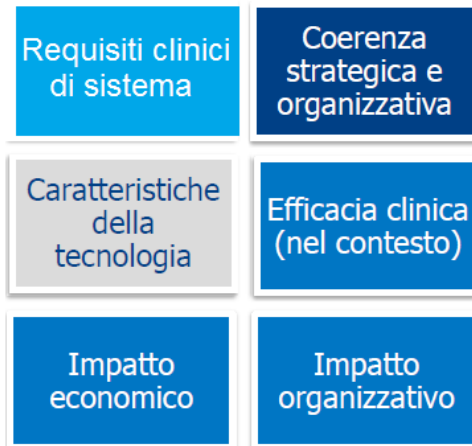 Requisiti clinici
di sistema
Coerenza
strategica e
organizzativa
Caratteristiche
della
tecnologia
Efficacia clinica
(nel contesto)
Impatto
economico
Impatto
organizzativo